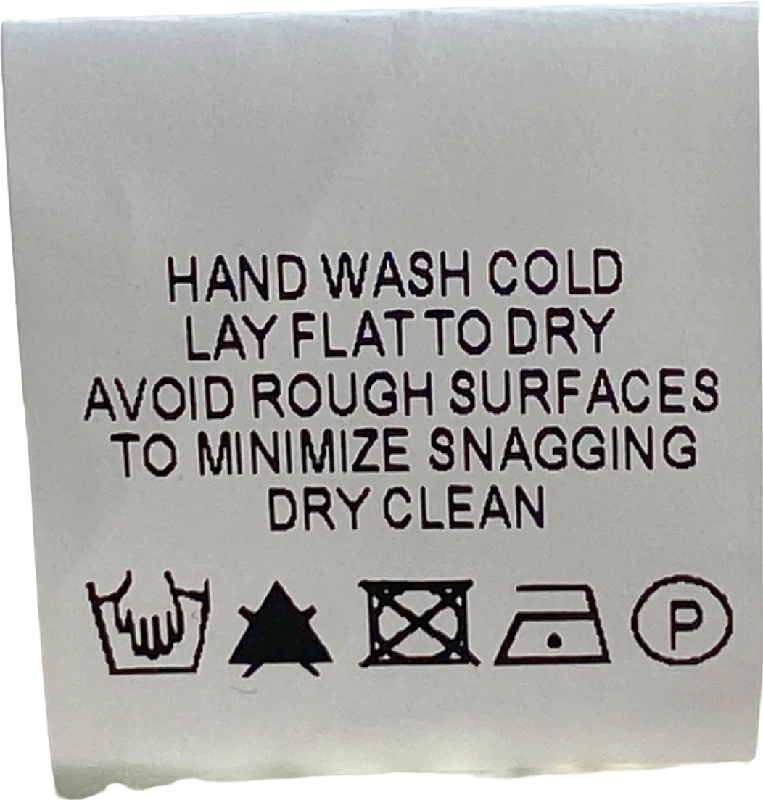 HAND WASH COLD
LAY FLAT TO DRY
AVOID ROUGH SURFACES
TO MINIMIZE SNAGGING
DRY CLEAN
P